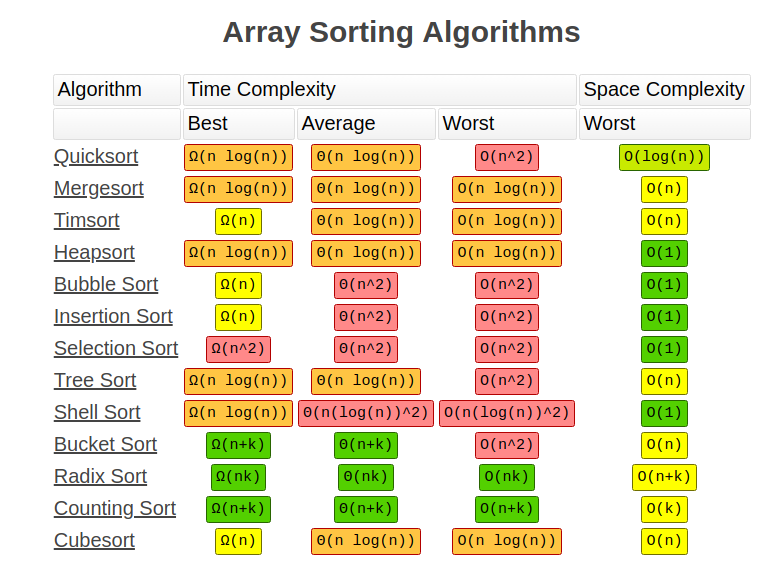 Array Sorting Algorithms
Algorithm Time Complexity Space Complexity
Best Average Worst Worst
Quicksort Ω(n log(n)) Θ(n log(n)) O(n^2) O(log(n))
Mergesort Ω(n log(n)) Θ(n log(n)) O(n log(n)) O(n)
Timsort Ω(n) Θ(n log(n)) O(n log(n)) O(n)
Heapsort Ω(n log(n)) Θ(n log(n)) O(n log(n)) O(1)
Bubble Sort Ω(n) Θ(n^2) O(n^2) O(1)
Insertion Sort Ω(n) Θ(n^2) O(n^2) O(1)
Selection Sort Ω(n^2) Θ(n^2) O(n^2) O(1)
Tree Sort Ω(n log(n)) Θ(n log(n)) O(n^2) O(n)
Shell Sort Ω(n log(n)) Θ(n(log(n))^2) O(n(log(n))^2) O(1)
Bucket Sort Ω(n+k) Θ(n+k) O(n^2) O(n)
Radix Sort Ω(nk) Θ(nk) O(nk) O(n+k)
Counting Sort Ω(n+k) Θ(n+k) O(n+k) O(k)
Cubesort Ω(n) Θ(n log(n)) O(n log(n)) O(n)